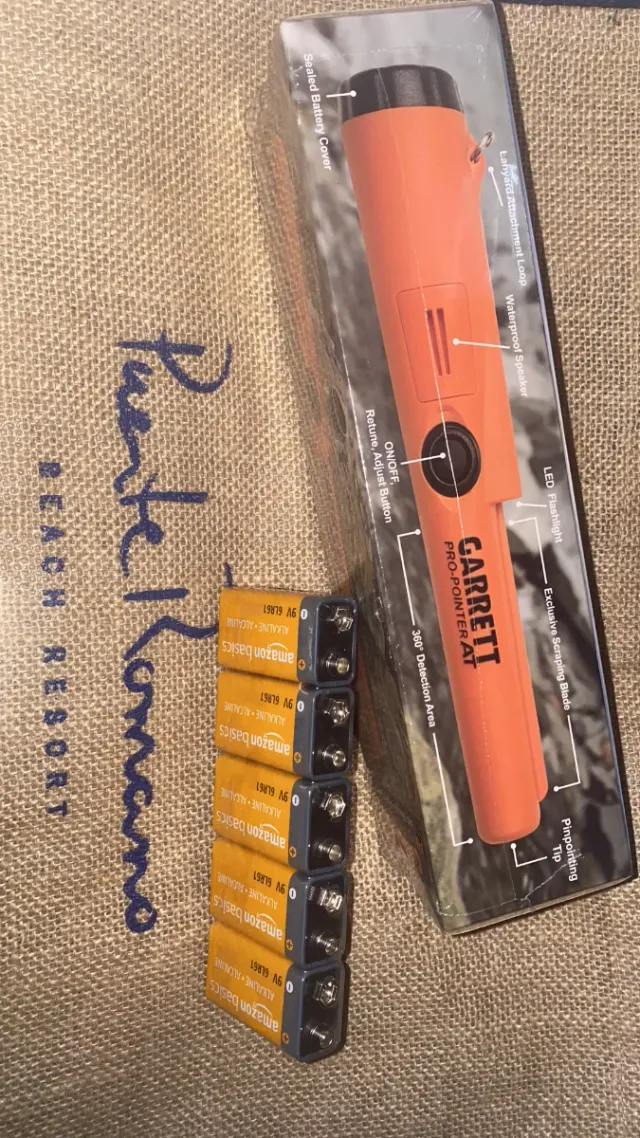 Sealed Battery Cover
Lanyard Attachment Loop
Waterproof Speaker
ON/OFF,
Retune, Adjust Button
LED Flashlight
Exclusive Scraping Blade
GARRETT
PRO-POINTER AT
360° Detection Area
Pinpointing
Tip
Puente Romano
BEACH RESORT
9V 6LR61
ALKALINE • ALCALINE
amazon basics
9V 6LR61
ALKALINE • ALCALINE
amazon basics
9V 6LR61
ALKALINE • ALCALINE
amazon basics
9V 6LR61
ALKALINE • ALCALINE
amazon basics
9V 6LR61
ALKALINE • ALCALINE
amazon basics